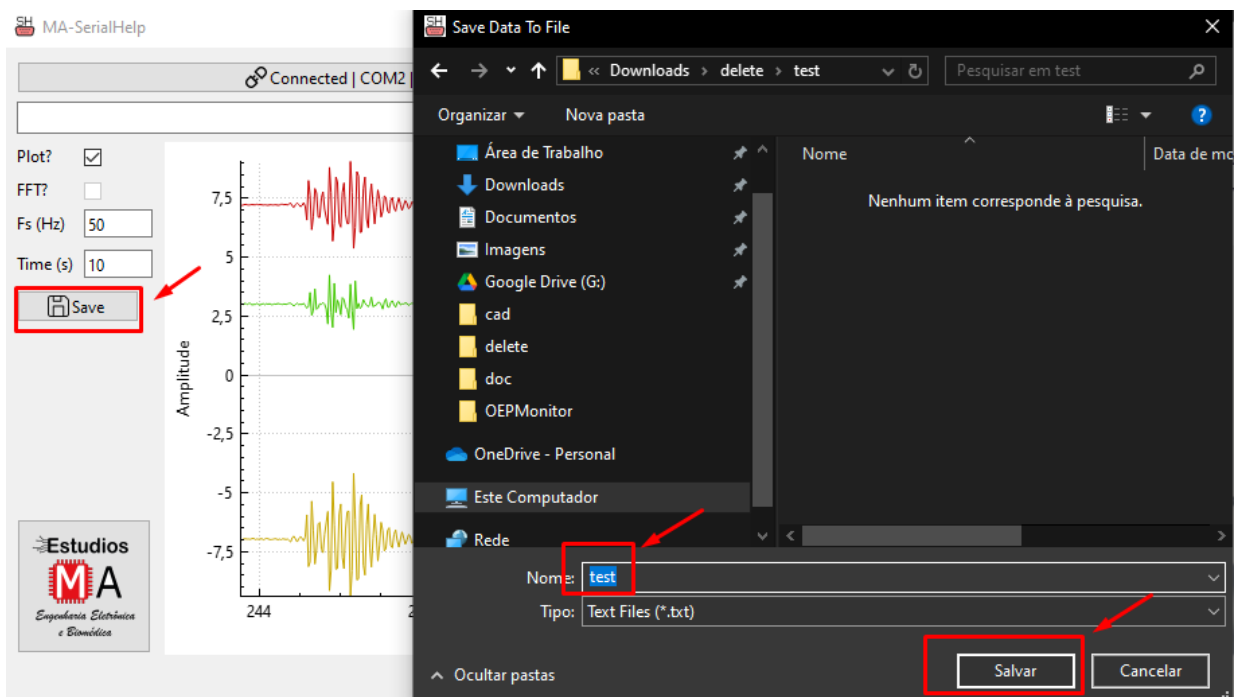 SH MA-SerialHelp
Connected | COM2 |
Plot?
FFT?
Fs (Hz) 50
Time (s) 10
Save
Amplitude
7,5
5
2,5
0
-2,5
-5
-7,5
244
2
Estudios
MA
Engenharia Eletrônica
e Biomédica
SH Save Data To File
« Downloads › delete › test
Pesquisar em test
Organizar
Nova pasta
?
Área de Trabalho
Downloads
Documentos
Imagens
Google Drive (G:)
cad
delete
doc
OEPMonitor
OneDrive - Personal
Este Computador
Rede
Nome
Data de mo
Nenhum item corresponde à pesquisa.
Nome: test
Tipo: Text Files (*.txt)
Ocultar pastas
Salvar
Cancelar